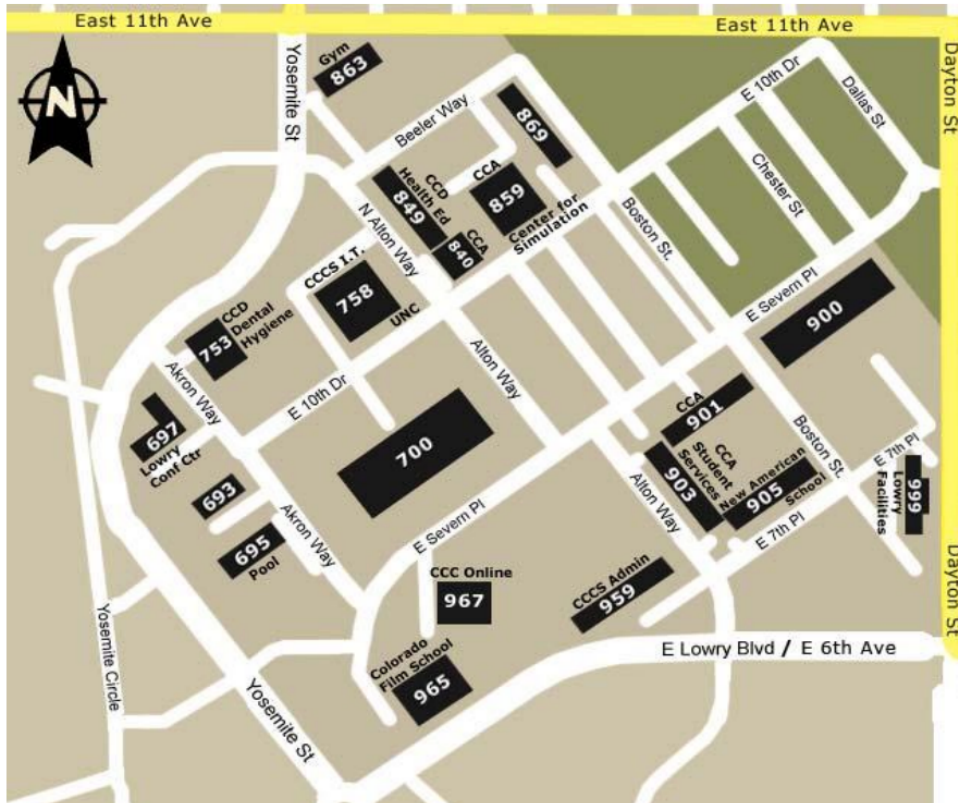 East 11th Ave
East 11th Ave
Yosemite St
Gym
863
N
Beeler Way
869
E 10th Dr
Dallas St
Dayton St
CCD
Health Ed
849
CCA
859
CCA
840
Center for
Simulation
Chester St
Boston St.
N Alton Way
CCCS I.T.
758
UNC
E Severn Pl
900
CCD
Dental
Hygiene
753
Akron Way
Alton Way
E 10th Dr
697
Lowry
Conf Ctr
700
CCA
901
Boston St.
E 7th Pl
693
CCA
Student
Services
903
New American
School
905
999
Lowry
Facilities
695
Pool
Akron Way
E Severn Pl
Alton Way
E 7th Pl
CCC Online
967
CCCS Admin
959
Dayton St
Yosemite Circle
Colorado
Film School
965
E Lowry Blvd / E 6th Ave
Yosemite St